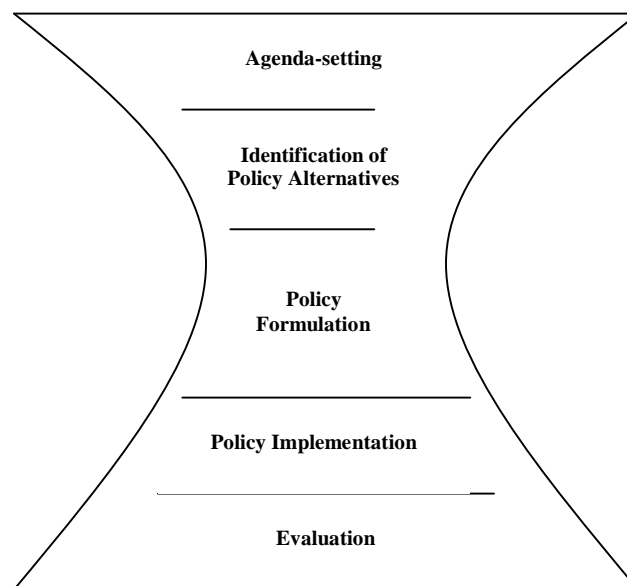 Agenda-setting
Identification of
Policy Alternatives
Policy
Formulation
Policy Implementation
Evaluation